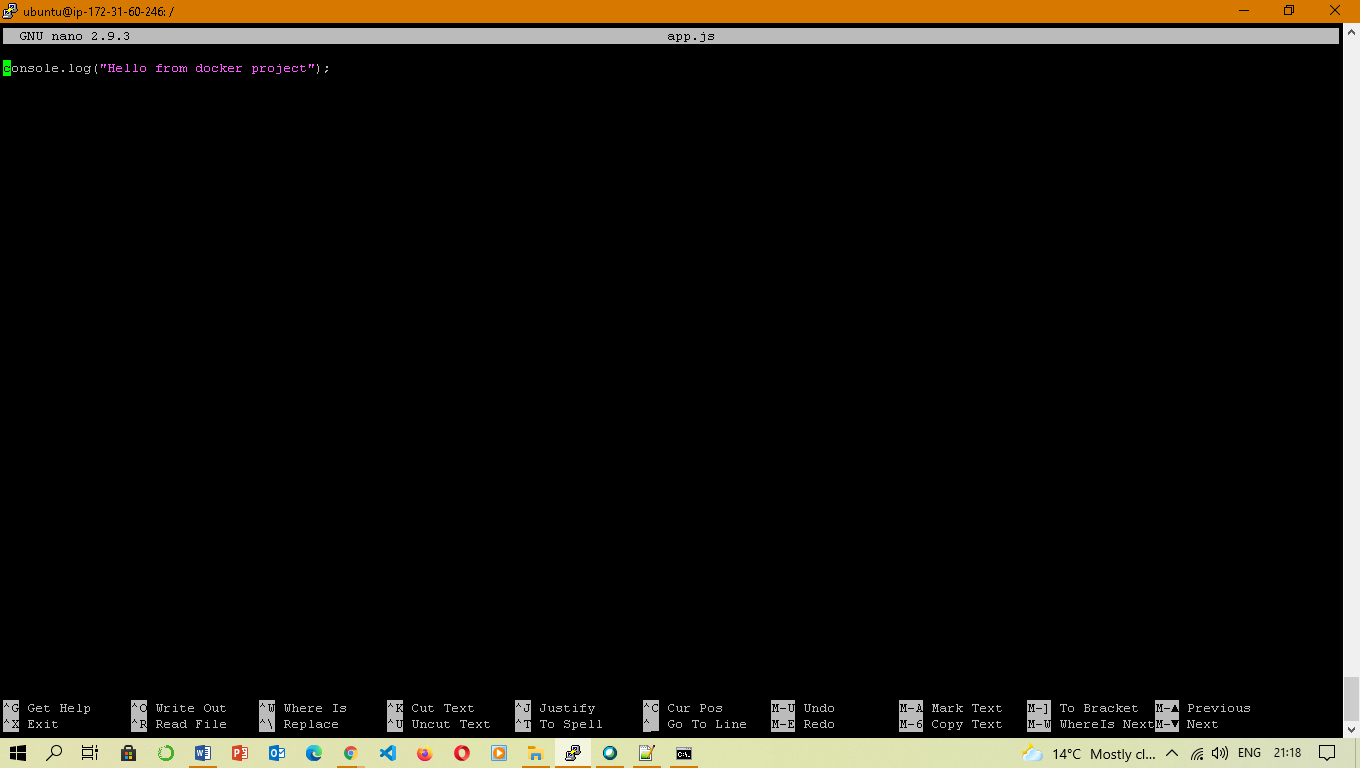 ubuntu@ip-172-31-60-246: /
GNU nano 2.9.3 app.js
console.log("Hello from docker project");
^G Get Help ^O Write Out ^W Where Is ^K Cut Text ^J Justify ^C Cur Pos M-U Undo M-A Mark Text M-] To Bracket M-▲ Previous
^X Exit ^R Read File ^\ Replace ^U Uncut Text ^T To Spell ^_ Go To Line M-E Redo M-6 Copy Text M-W WhereIs Next M-▼ Next
14°C Mostly cl... ENG 21:18